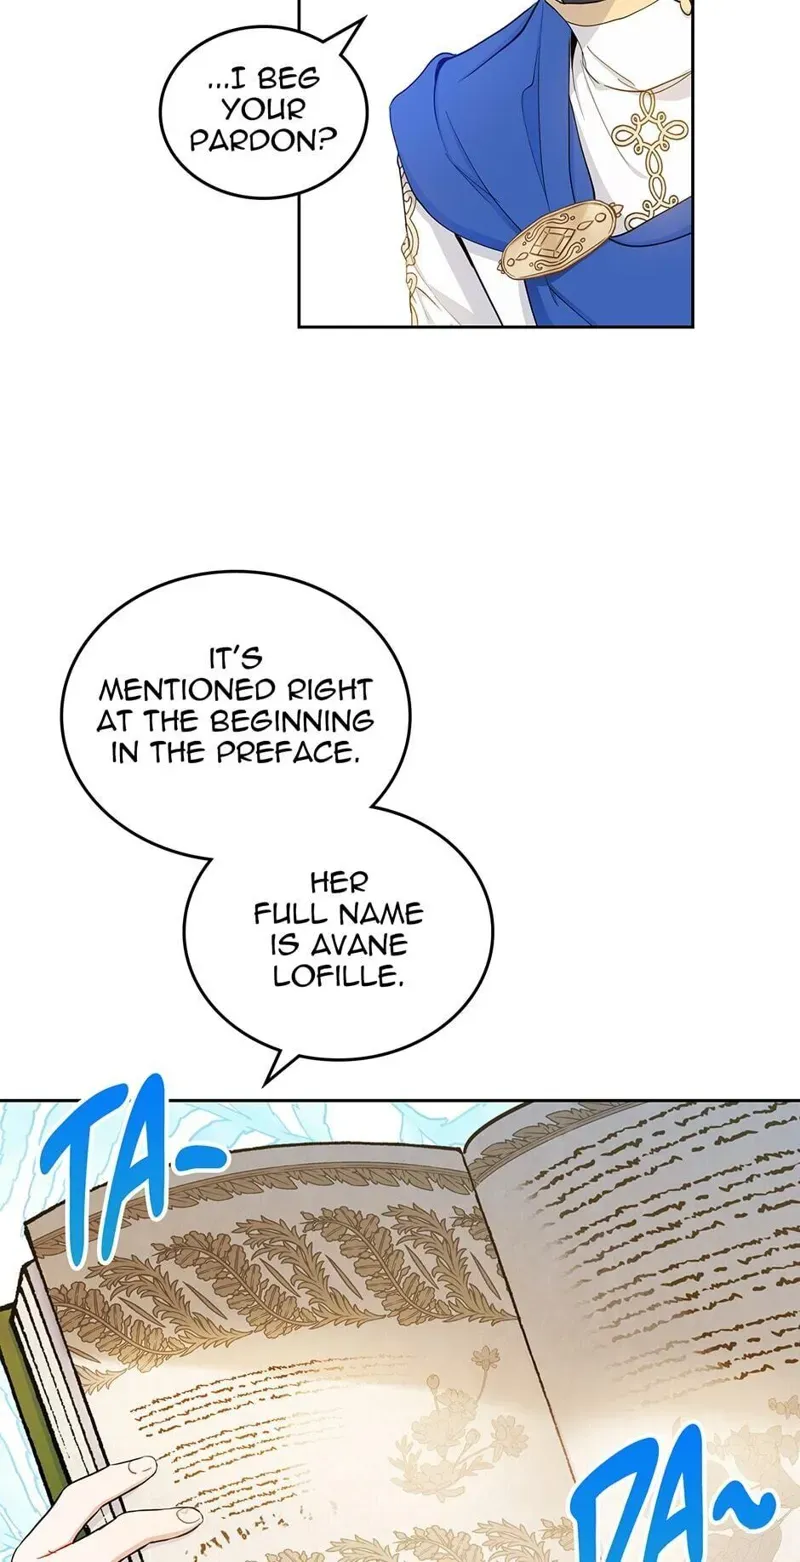 ...I BEG
YOUR
PARDON?
IT'S
MENTIONED RIGHT
AT THE BEGINNING
IN THE PREFACE.
HER
FULL NAME
IS AVANE
LOFILLE.
TA-
DA~